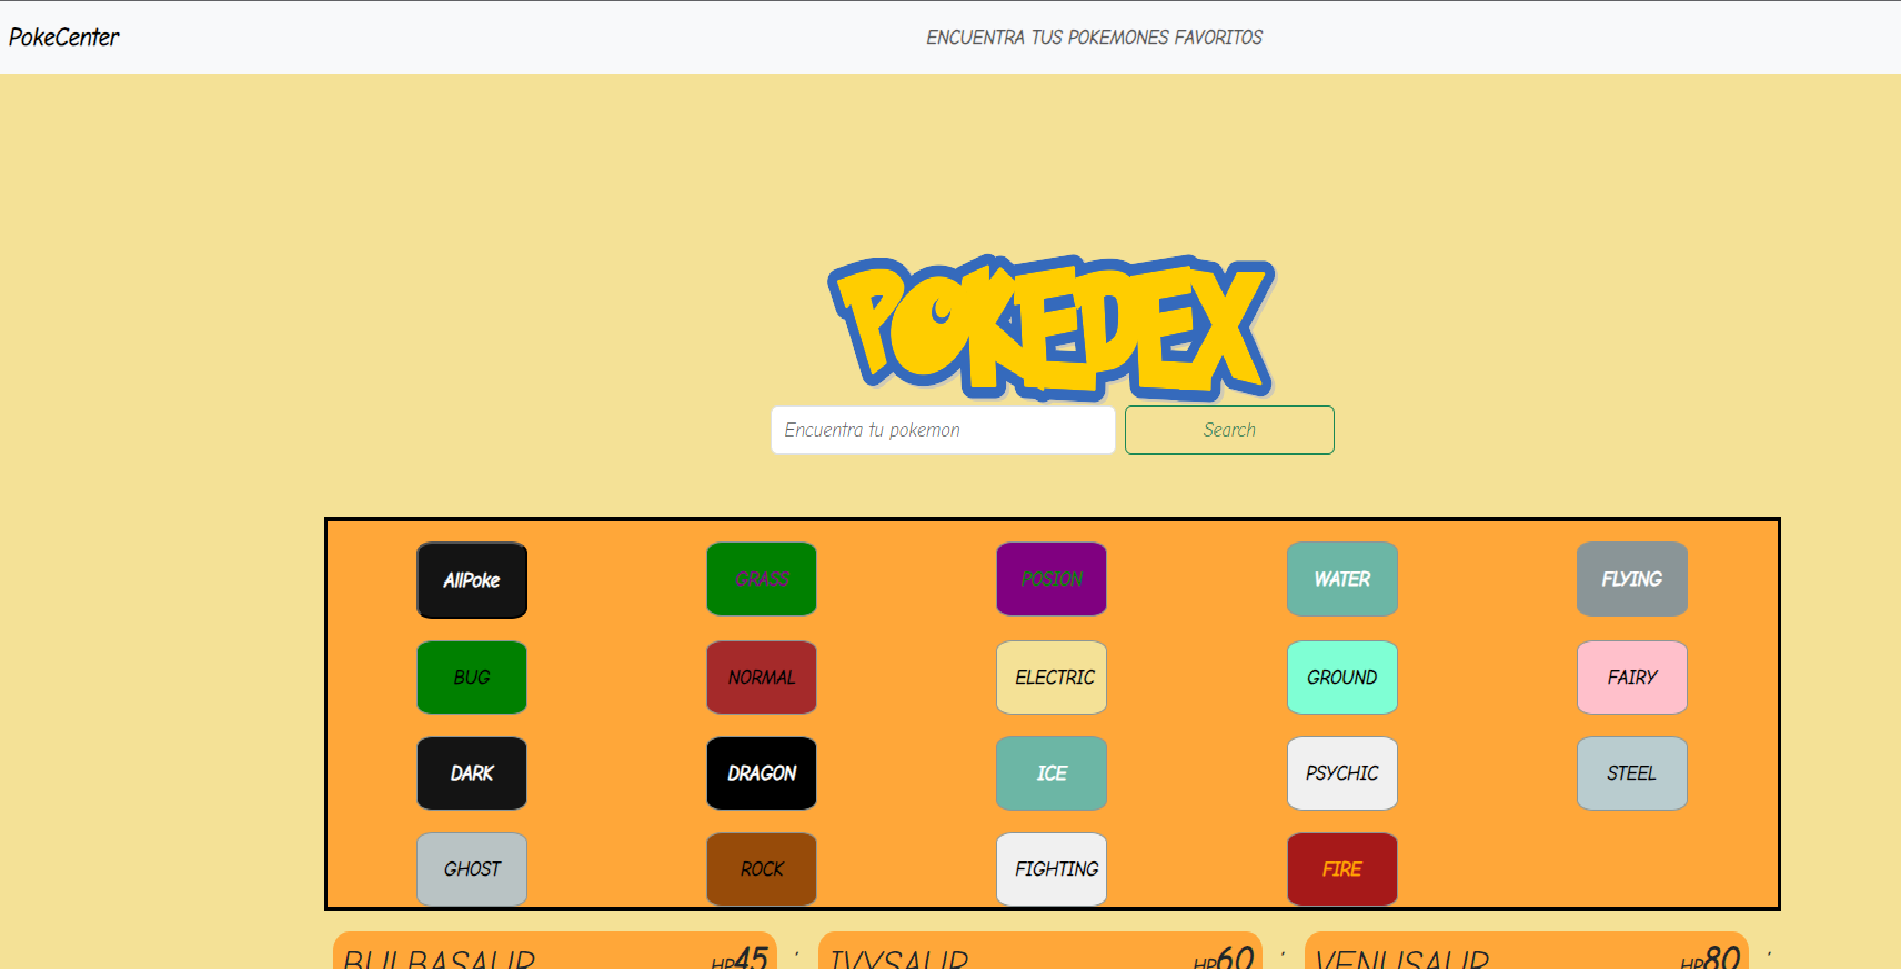 PokeCenter ENCUENTRA TUS POKEMONES FAVORITOS
POKEDEX
Encuentra tu pokemon Search
AllPoke GRASS POSION WATER FLYING
BUG NORMAL ELECTRIC GROUND FAIRY
DARK DRAGON ICE PSYCHIC STEEL
GHOST ROCK FIGHTING FIRE
BULBASAUR HP45 ' IVYSAUR HP60 ' VENUSAUR HP80 '